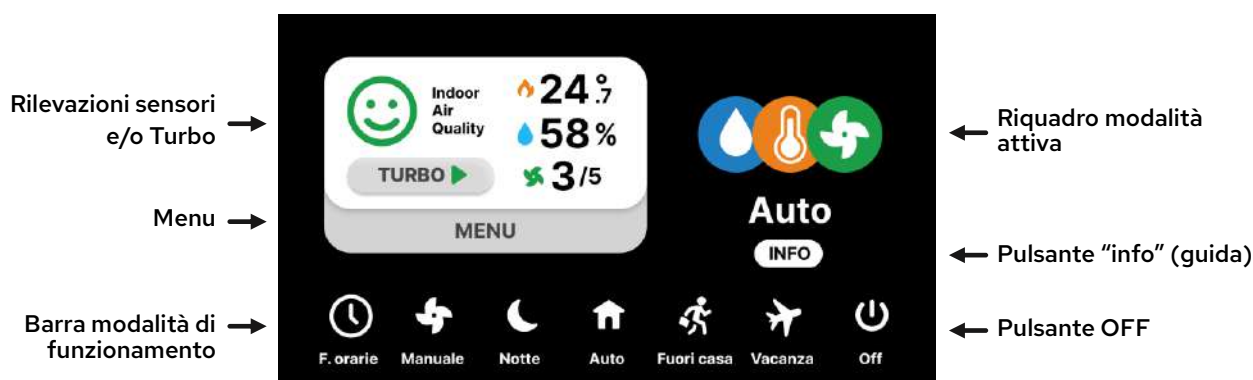 Rilevazioni sensori
e/o Turbo
Menu
Barra modalità di
funzionamento
Indoor
Air
Quality
24°.7
58%
TURBO
3/5
MENU
Auto
INFO
F. orarie
Manuale
Notte
Auto
Fuori casa
Vacanza
Off
Riquadro modalità
attiva
Pulsante “info” (guida)
Pulsante OFF